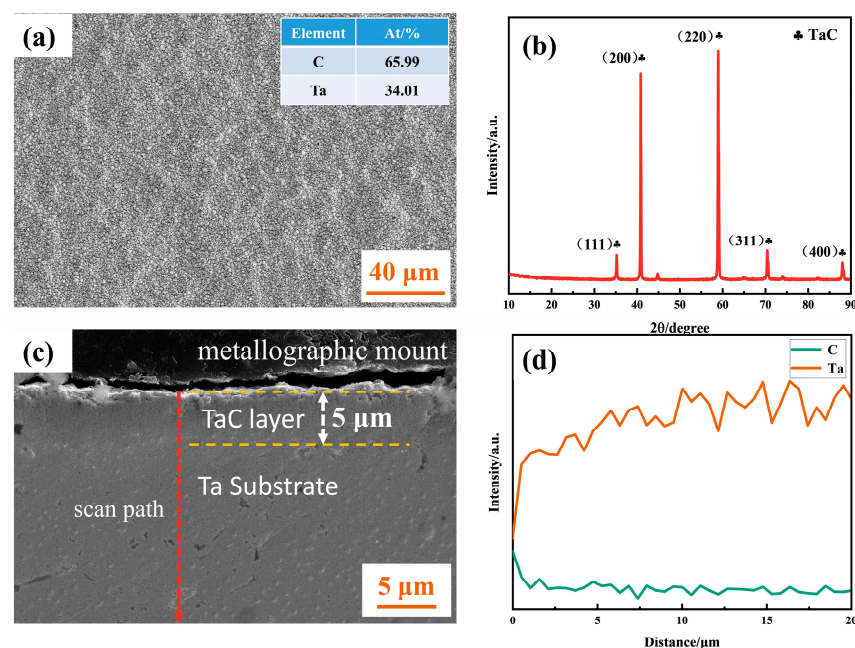 (a)
Element At/%
C 65.99
Ta 34.01
40 μm
(b)
♣ TaC
(111)♣
(200)♣
(220)♣
(311)♣
(400)♣
Intensity/a.u.
10 20 30 40 50 60 70 80 90
2θ/degree
(c)
metallographic mount
TaC layer
5 μm
Ta Substrate
scan path
5 μm
(d)
C
Ta
Intensity/a.u.
0 5 10 15 20
Distance/μm